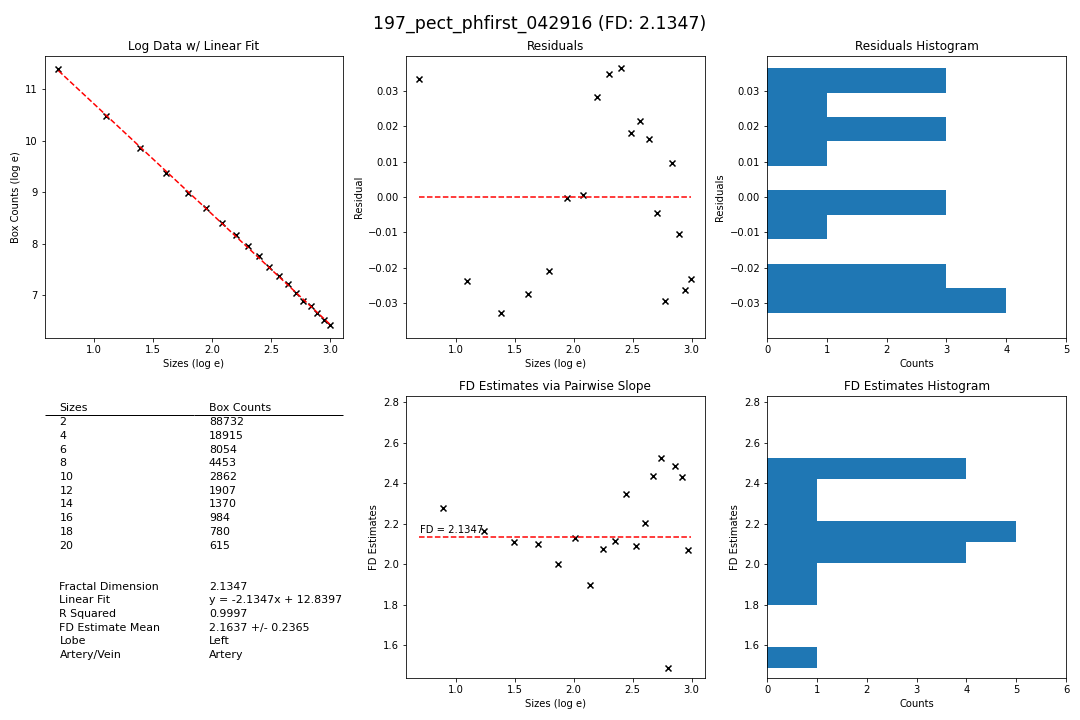 197_pect_phfirst_042916 (FD: 2.1347)
Log Data w/ Linear Fit
Box Counts (log e)
11
10
9
8
7
1.0 1.5 2.0 2.5 3.0
Sizes (log e)
Residuals
Residual
0.03
0.02
0.01
0.00
−0.01
−0.02
−0.03
1.0 1.5 2.0 2.5 3.0
Sizes (log e)
Residuals Histogram
Residuals
0.03
0.02
0.01
0.00
−0.01
−0.02
−0.03
0 1 2 3 4 5
Counts
Sizes Box Counts
2 88732
4 18915
6 8054
8 4453
10 2862
12 1907
14 1370
16 984
18 780
20 615
Fractal Dimension 2.1347
Linear Fit y = -2.1347x + 12.8397
R Squared 0.9997
FD Estimate Mean 2.1637 +/- 0.2365
Lobe Left
Artery/Vein Artery
FD Estimates via Pairwise Slope
FD Estimates
2.8
2.6
2.4
2.2
2.0
1.8
1.6
FD = 2.1347
1.0 1.5 2.0 2.5 3.0
Sizes (log e)
FD Estimates Histogram
FD Estimates
2.8
2.6
2.4
2.2
2.0
1.8
1.6
0 1 2 3 4 5 6
Counts